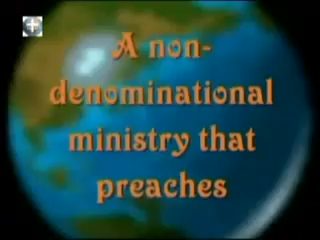 A non-
denominational
ministry that
preaches